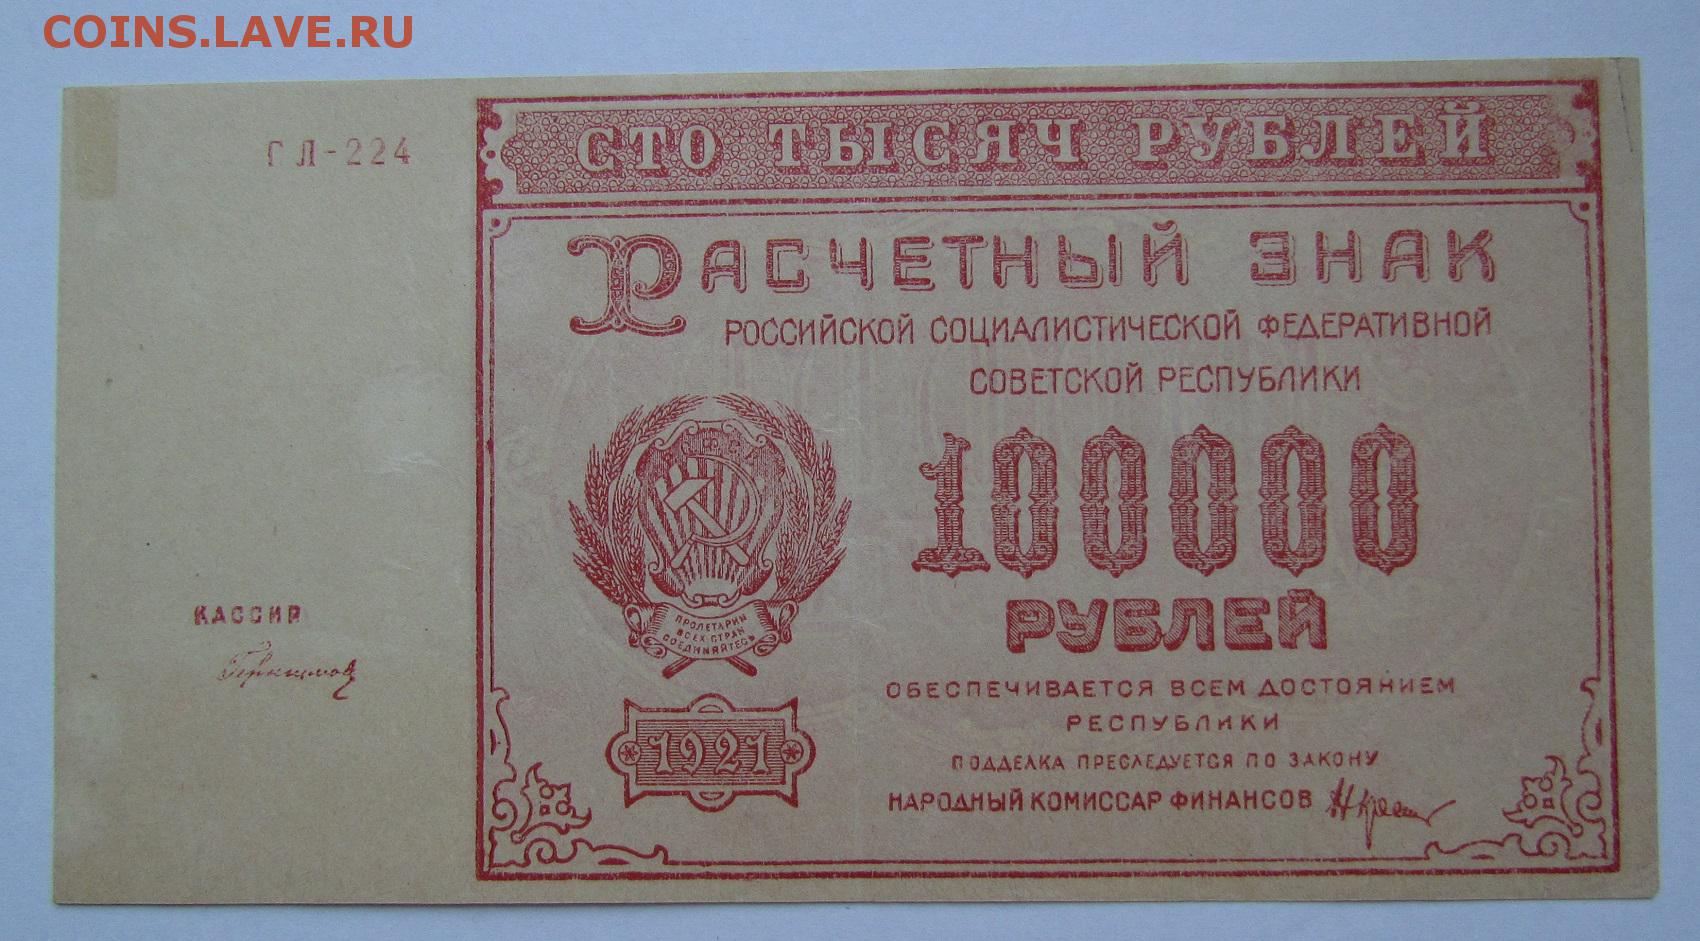 COINS.LAVE.RU
СТО ТЫСЯЧ РУБЛЕЙ
ГЛ-224
РАСЧЕТНЫЙ ЗНАК
РОССИЙСКОЙ СОЦИАЛИСТИЧЕСКОЙ ФЕДЕРАТИВНОЙ
СОВЕТСКОЙ РЕСПУБЛИКИ
100000
РУБЛЕЙ
ПРОЛЕТАРИИ
ВСЕХ СТРАН
СОЕДИНЯЙТЕСЬ
КАССИР
Герасимов
1921
ОБЕСПЕЧИВАЕТСЯ ВСЕМ ДОСТОЯНИЕМ
РЕСПУБЛИКИ
ПОДДЕЛКА ПРЕСЛЕДУЕТСЯ ПО ЗАКОНУ
НАРОДНЫЙ КОМИССАР ФИНАНСОВ